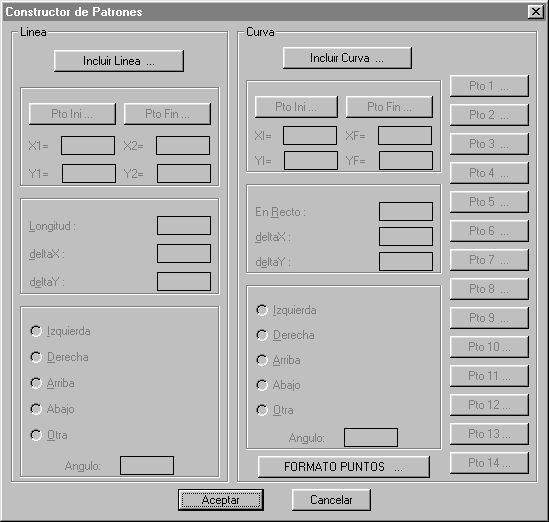 Constructor de Patrones
Linea
Incluir Linea ...
Pto Ini ... Pto Fin ...
X1= X2=
Y1= Y2=
Longitud :
deltaX :
deltaY :
Izquierda
Derecha
Arriba
Abajo
Otra
Angulo:
Curva
Incluir Curva ...
Pto Ini ... Pto Fin ...
XI= XF=
YI= YF=
En Recto :
deltaX :
deltaY :
Izquierda
Derecha
Arriba
Abajo
Otra
Angulo:
FORMATO PUNTOS ...
Pto 1 ...
Pto 2 ...
Pto 3 ...
Pto 4 ...
Pto 5 ...
Pto 6 ...
Pto 7 ...
Pto 8 ...
Pto 9 ...
Pto 10 ...
Pto 11 ...
Pto 12 ...
Pto 13 ...
Pto 14 ...
Aceptar Cancelar